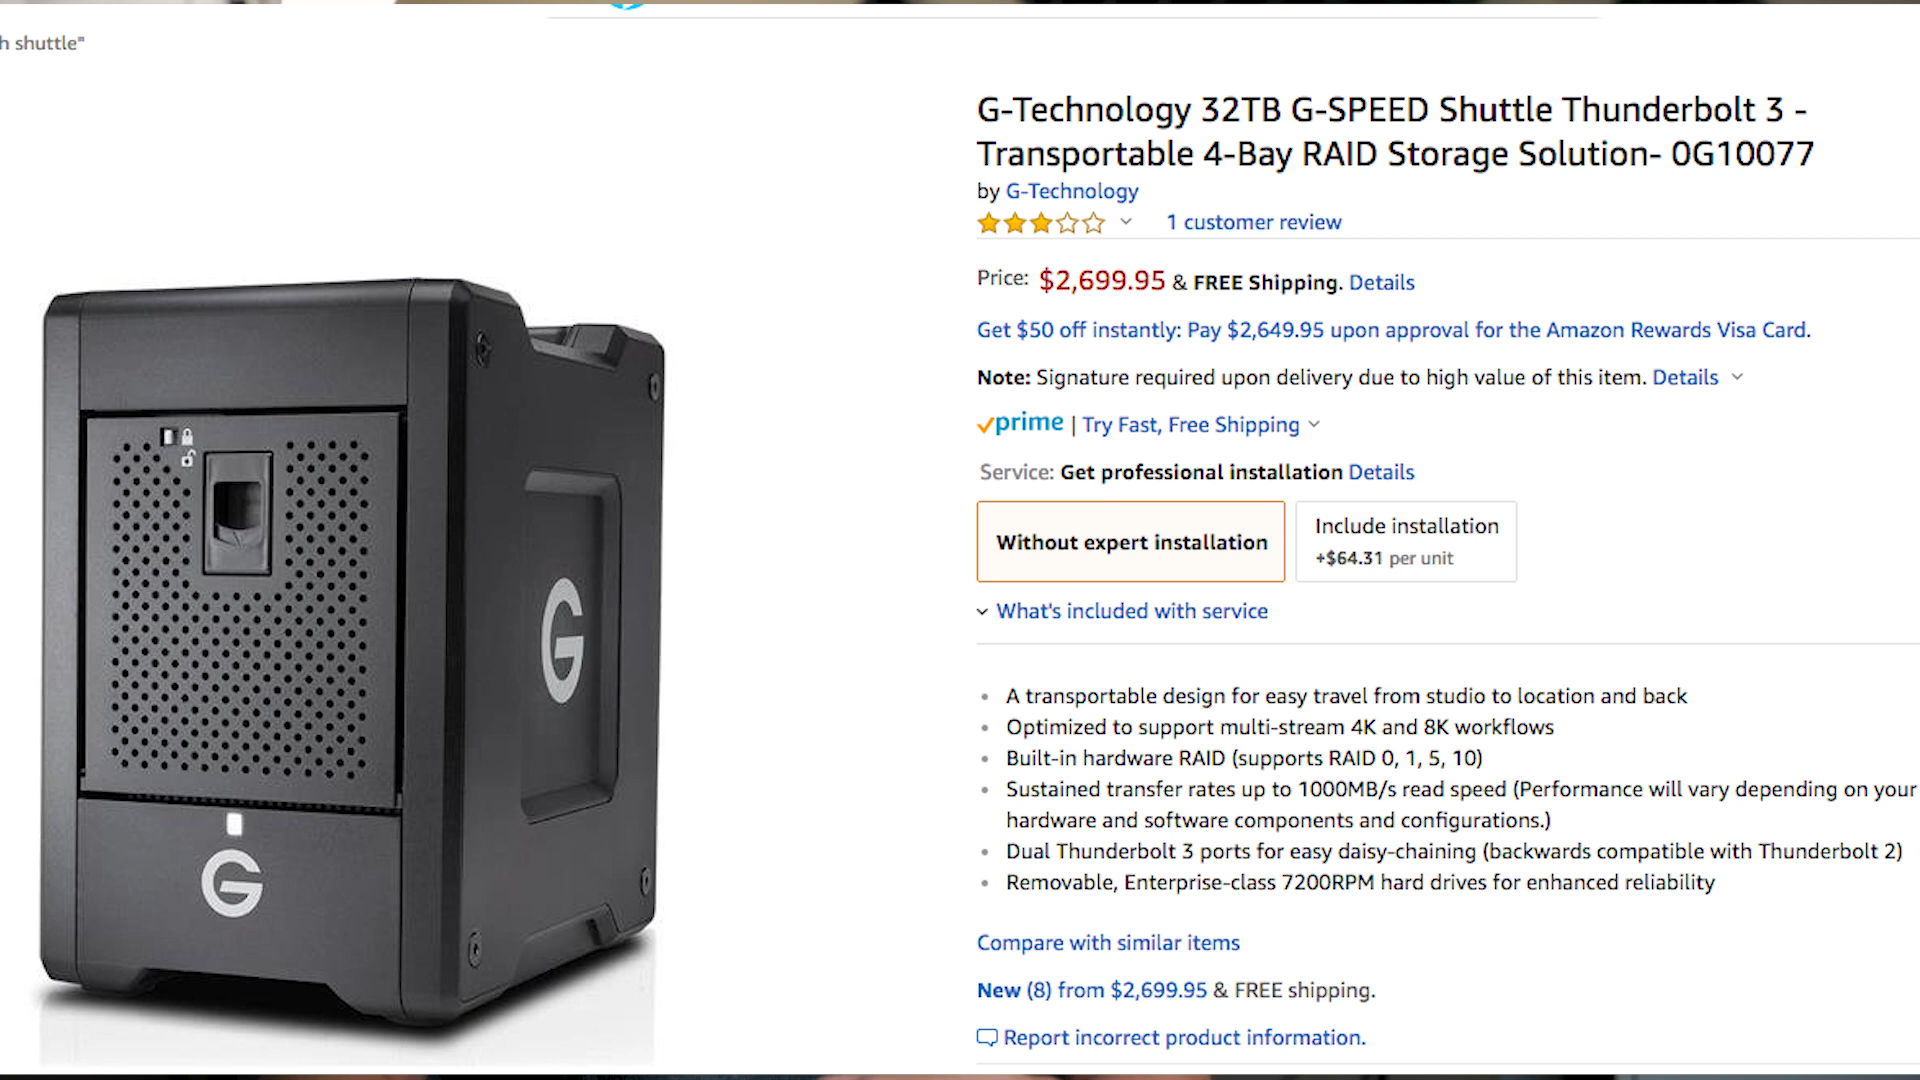 h shuttle"
G-Technology 32TB G-SPEED Shuttle Thunderbolt 3 -
Transportable 4-Bay RAID Storage Solution- 0G10077
by G-Technology
1 customer review
Price: $2,699.95 & FREE Shipping. Details
Get $50 off instantly: Pay $2,649.95 upon approval for the Amazon Rewards Visa Card.
Note: Signature required upon delivery due to high value of this item. Details
prime | Try Fast, Free Shipping
Service: Get professional installation Details
Without expert installation
Include installation
+$64.31 per unit
What's included with service
A transportable design for easy travel from studio to location and back
Optimized to support multi-stream 4K and 8K workflows
Built-in hardware RAID (supports RAID 0, 1, 5, 10)
Sustained transfer rates up to 1000MB/s read speed (Performance will vary depending on your
hardware and software components and configurations.)
Dual Thunderbolt 3 ports for easy daisy-chaining (backwards compatible with Thunderbolt 2)
Removable, Enterprise-class 7200RPM hard drives for enhanced reliability
Compare with similar items
New (8) from $2,699.95 & FREE shipping.
Report incorrect product information.
G
G